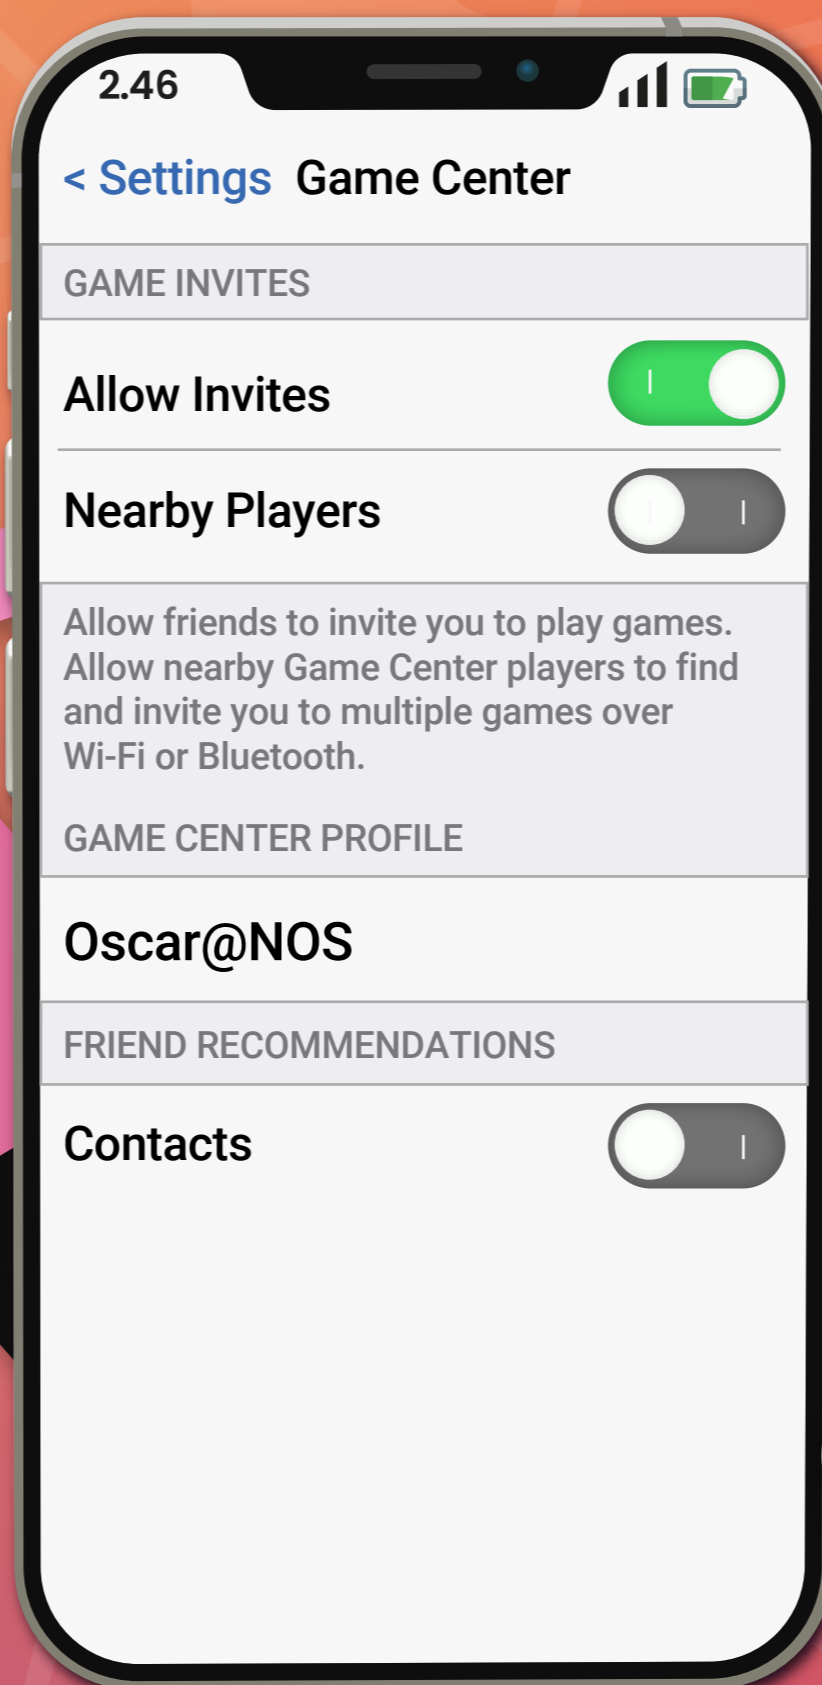 2.46
< Settings Game Center
GAME INVITES
Allow Invites
Nearby Players
Allow friends to invite you to play games.
Allow nearby Game Center players to find
and invite you to multiple games over
Wi-Fi or Bluetooth.
GAME CENTER PROFILE
Oscar@NOS
FRIEND RECOMMENDATIONS
Contacts